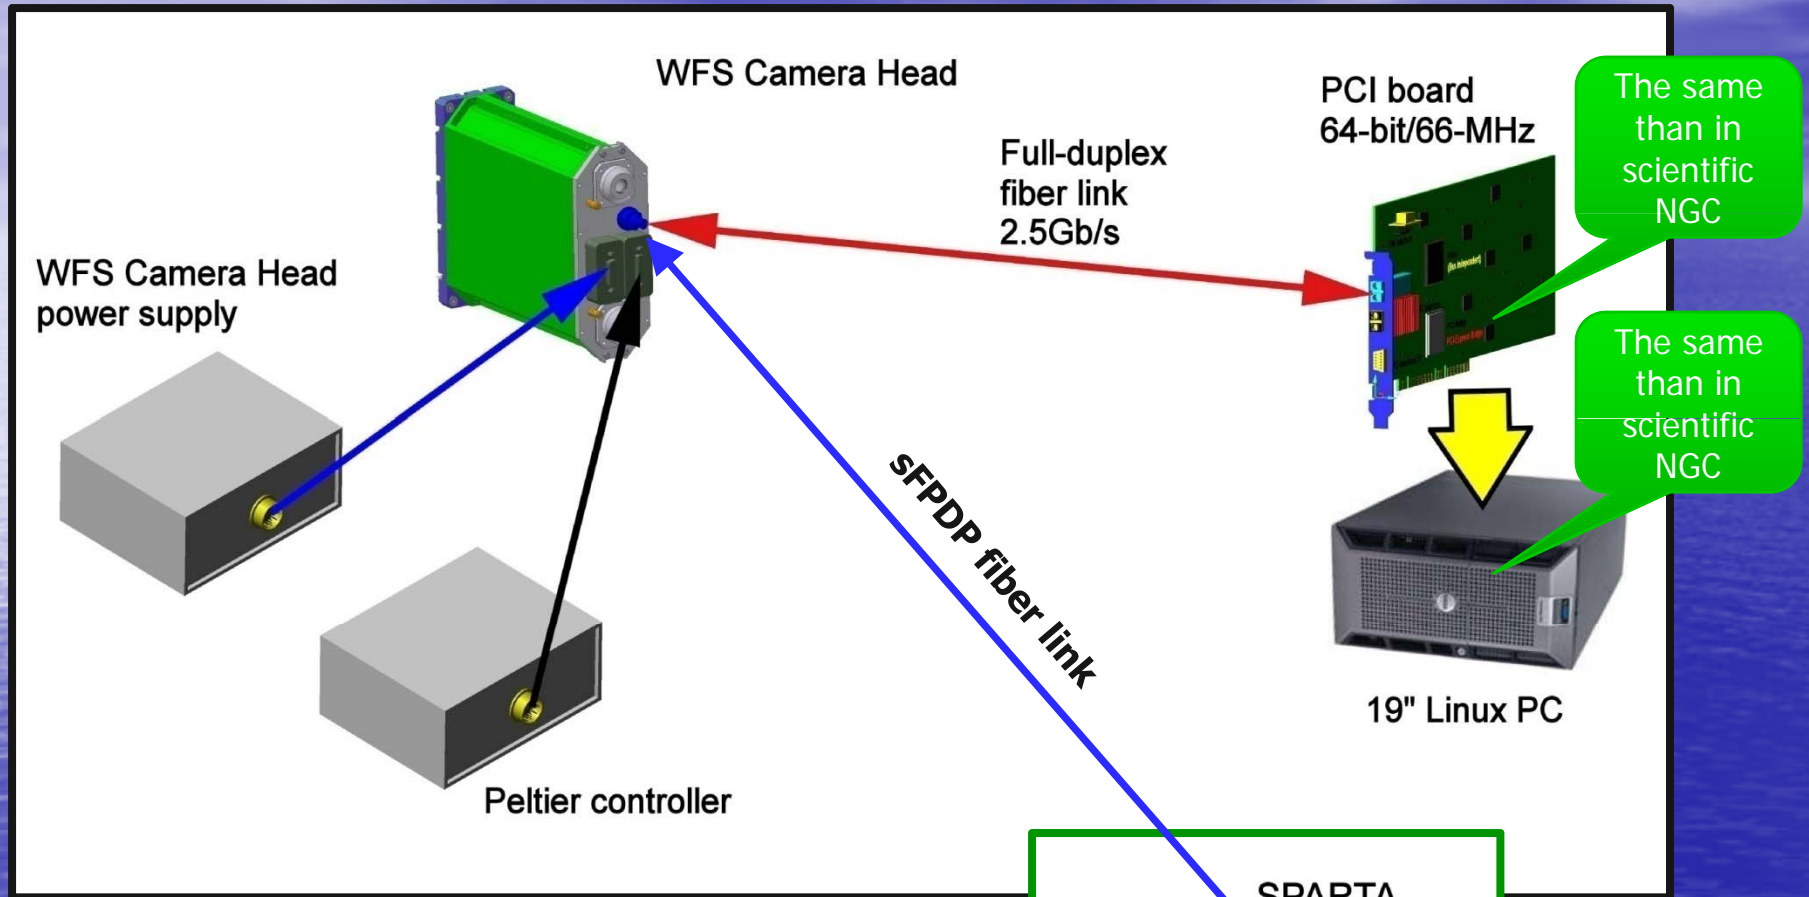 WFS Camera Head
PCI board
64-bit/66-MHz
The same
than in
scientific
NGC
Full-duplex
fiber link
2.5Gb/s
WFS Camera Head
power supply
The same
than in
scientific
NGC
sFPDP fiber link
19" Linux PC
Peltier controller
SPARTA